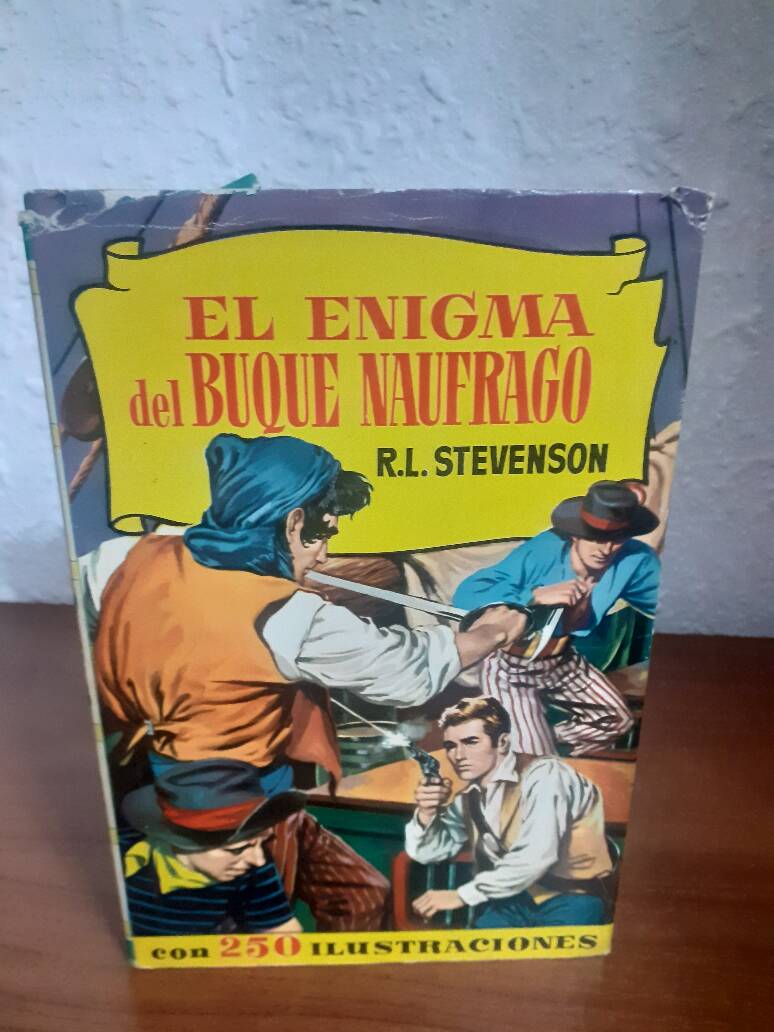 EL ENIGMA
del BUQUE NAUFRAGO
R.L. STEVENSON
con 250 ILUSTRACIONES